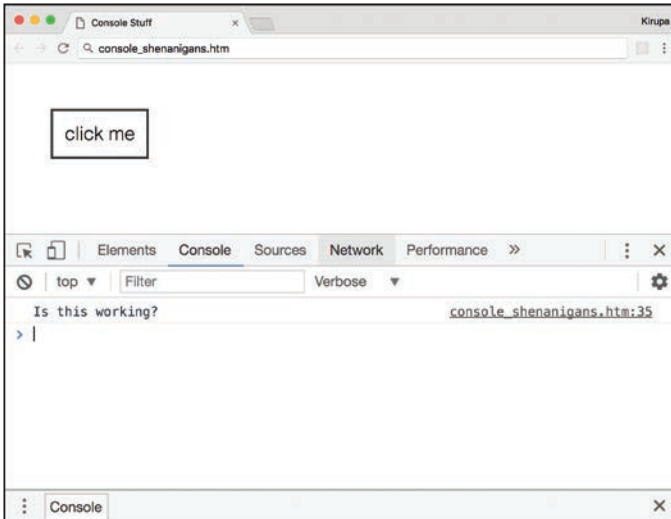 Console Stuff × Kirupa
console_shenanigans.htm
click me
Elements Console Sources Network Performance »
top ▼ Filter Verbose ▼
Is this working? console_shenanigans.htm:35
>
Console